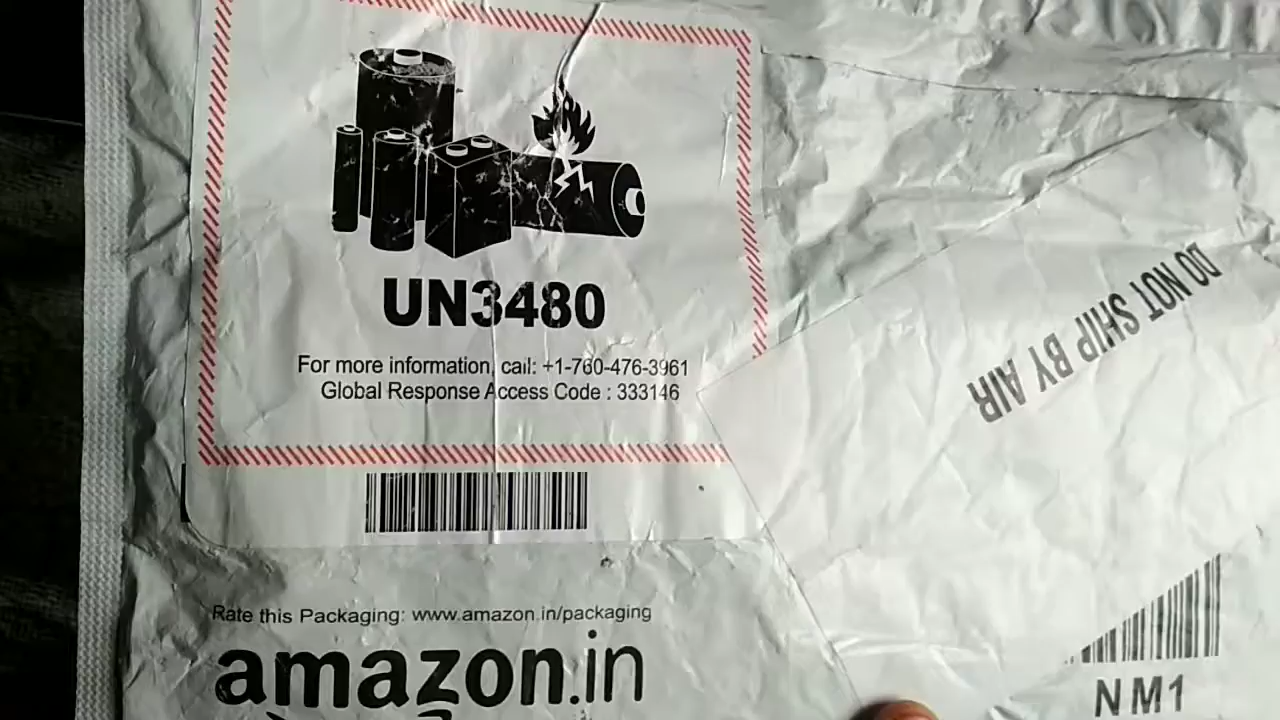 UN3480
For more information, call: +1-760-476-3961
Global Response Access Code : 333146
DO NOT SHIP BY AIR
Rate this Packaging: www.amazon.in/packaging
amazon.in
NM1